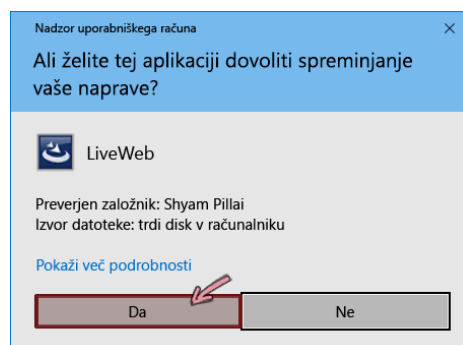 Nadzor uporabniškega računa
Ali želite tej aplikaciji dovoliti spreminjanje
vaše naprave?
LiveWeb
Preverjen založnik: Shyam Pillai
Izvor datoteke: trdi disk v računalniku
Pokaži več podrobnosti
Da
Ne